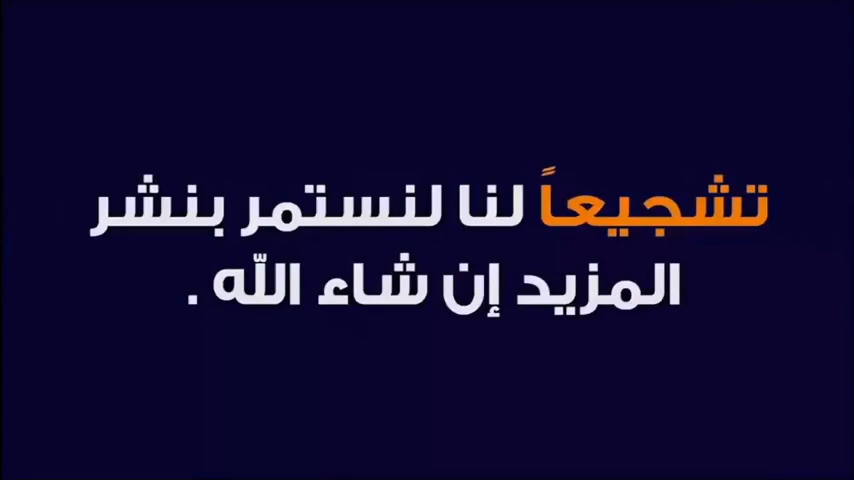 تشجيعاً لنا لنستمر بنشر
المزيد إن شاء الله .